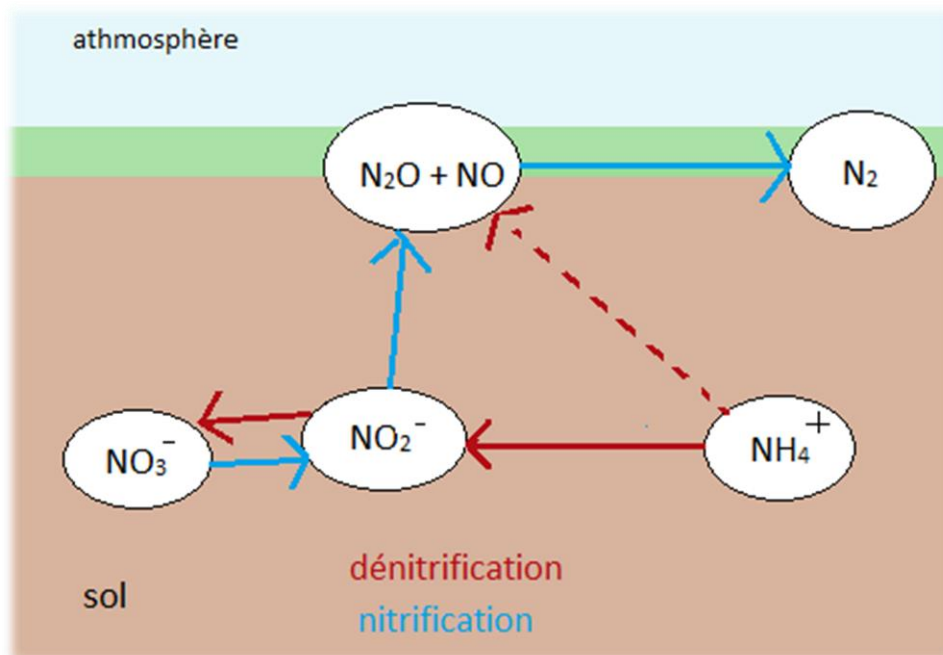 athmosphère
N₂O + NO
N₂
NO₃⁻
NO₂⁻
NH₄⁺
sol
dénitrification
nitrification